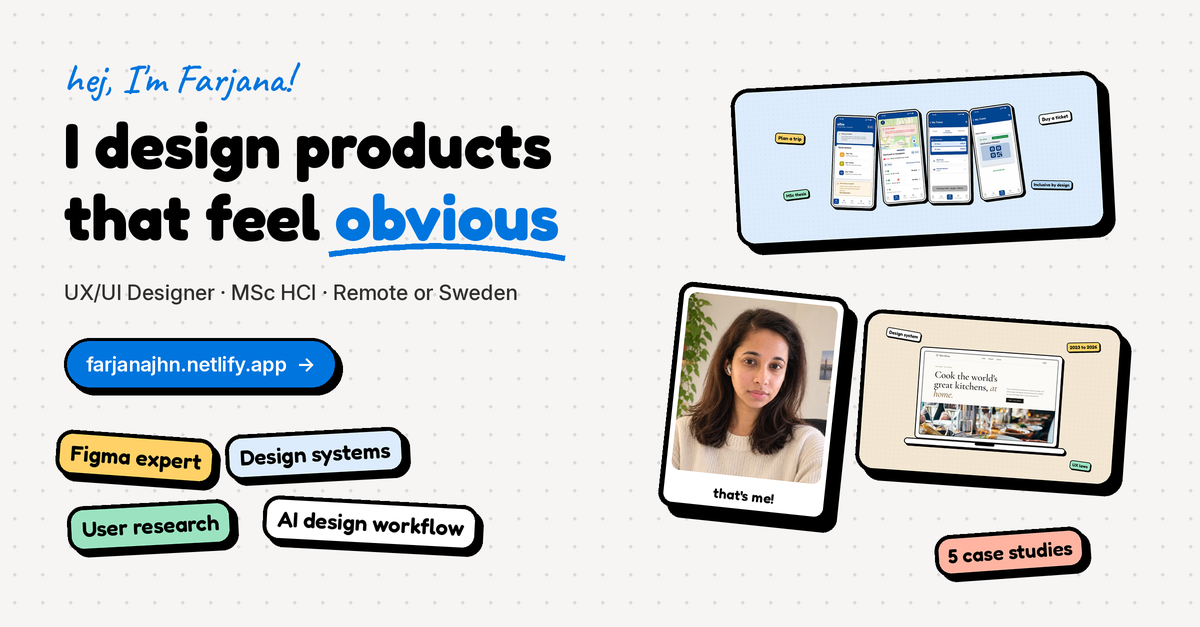 hej, I'm Farjana!
I design products
that feel obvious
UX/UI Designer · MSc HCI · Remote or Sweden
farjanajhn.netlify.app →
Figma expert
Design systems
User research
AI design workflow
Plan a trip
Buy a ticket
MSc thesis
Inclusive by design
that's me!
Design system
2023 to 2026
Cook the world's
great kitchens, at
home.
UX laws
5 case studies